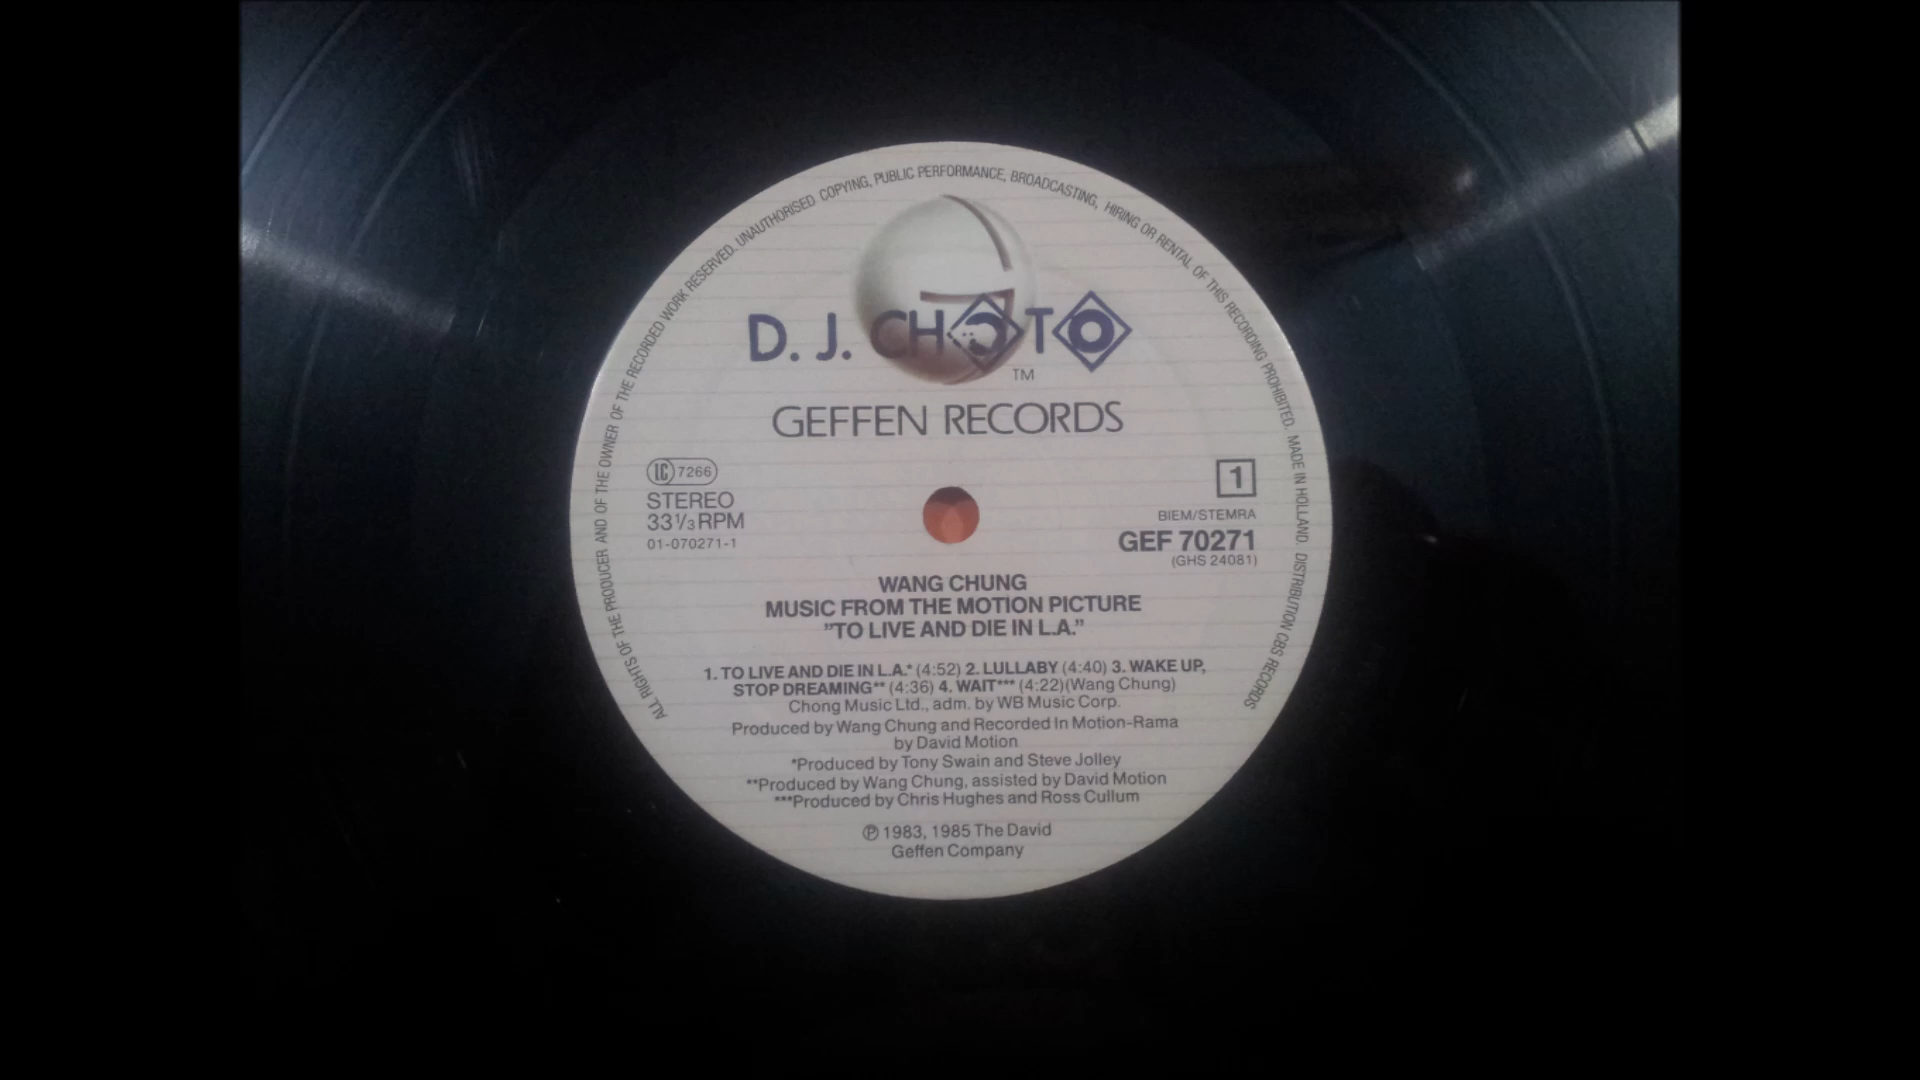 ALL RIGHTS OF THE PRODUCER AND OF THE OWNER OF THE RECORDED WORK RESERVED. UNAUTHORISED COPYING, PUBLIC PERFORMANCE, BROADCASTING, HIRING OR RENTAL OF THIS RECORDING PROHIBITED. MADE IN HOLLAND. DISTRIBUTION CBS RECORDS
D. J. CHOTO
TM
GEFFEN RECORDS
LC 7266
STEREO
33⅓ RPM
01-070271-1
1
BIEM/STEMRA
GEF 70271
(GHS 24081)
WANG CHUNG
MUSIC FROM THE MOTION PICTURE
"TO LIVE AND DIE IN L.A."
1. TO LIVE AND DIE IN L.A.* (4:52) 2. LULLABY (4:40) 3. WAKE UP,
STOP DREAMING** (4:36) 4. WAIT*** (4:22)(Wang Chung)
Chong Music Ltd., adm. by WB Music Corp.
Produced by Wang Chung and Recorded In Motion-Rama
by David Motion
*Produced by Tony Swain and Steve Jolley
**Produced by Wang Chung, assisted by David Motion
***Produced by Chris Hughes and Ross Cullum
℗ 1983, 1985 The David
Geffen Company